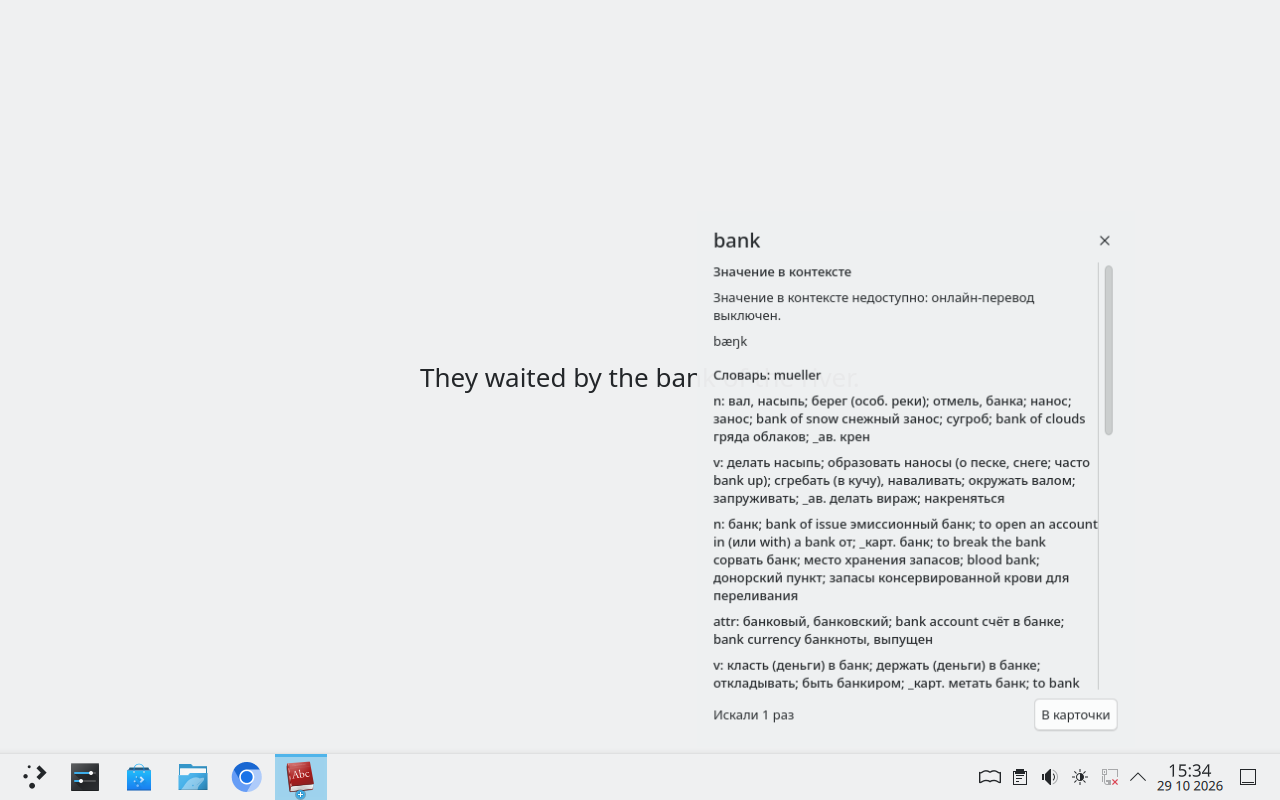 bank
Значение в контексте
Значение в контексте недоступно: онлайн-перевод
выключен.
bæŋk
They waited by the bank of the river.
Словарь: mueller
n: вал, насыпь; берег (особ. реки); отмель, банка; нанос;
занос; bank of snow снежный занос; сугроб; bank of clouds
гряда облаков; _ав. крен
v: делать насыпь; образовать наносы (о песке, снеге; часто
bank up); сгребать (в кучу), наваливать; окружать валом;
запруживать; _ав. делать вираж; накреняться
n: банк; bank of issue эмиссионный банк; to open an account
in (или with) a bank от; _карт. банк; to break the bank
сорвать банк; место хранения запасов; blood bank;
донорский пункт; запасы консервированной крови для
переливания
attr: банковый, банковский; bank account счёт в банке;
bank currency банкноты, выпущен
v: класть (деньги) в банк; держать (деньги) в банке;
откладывать; быть банкиром; _карт. метать банк; to bank
Искали 1 раз
В карточки
Abc
15:34
29 10 2026